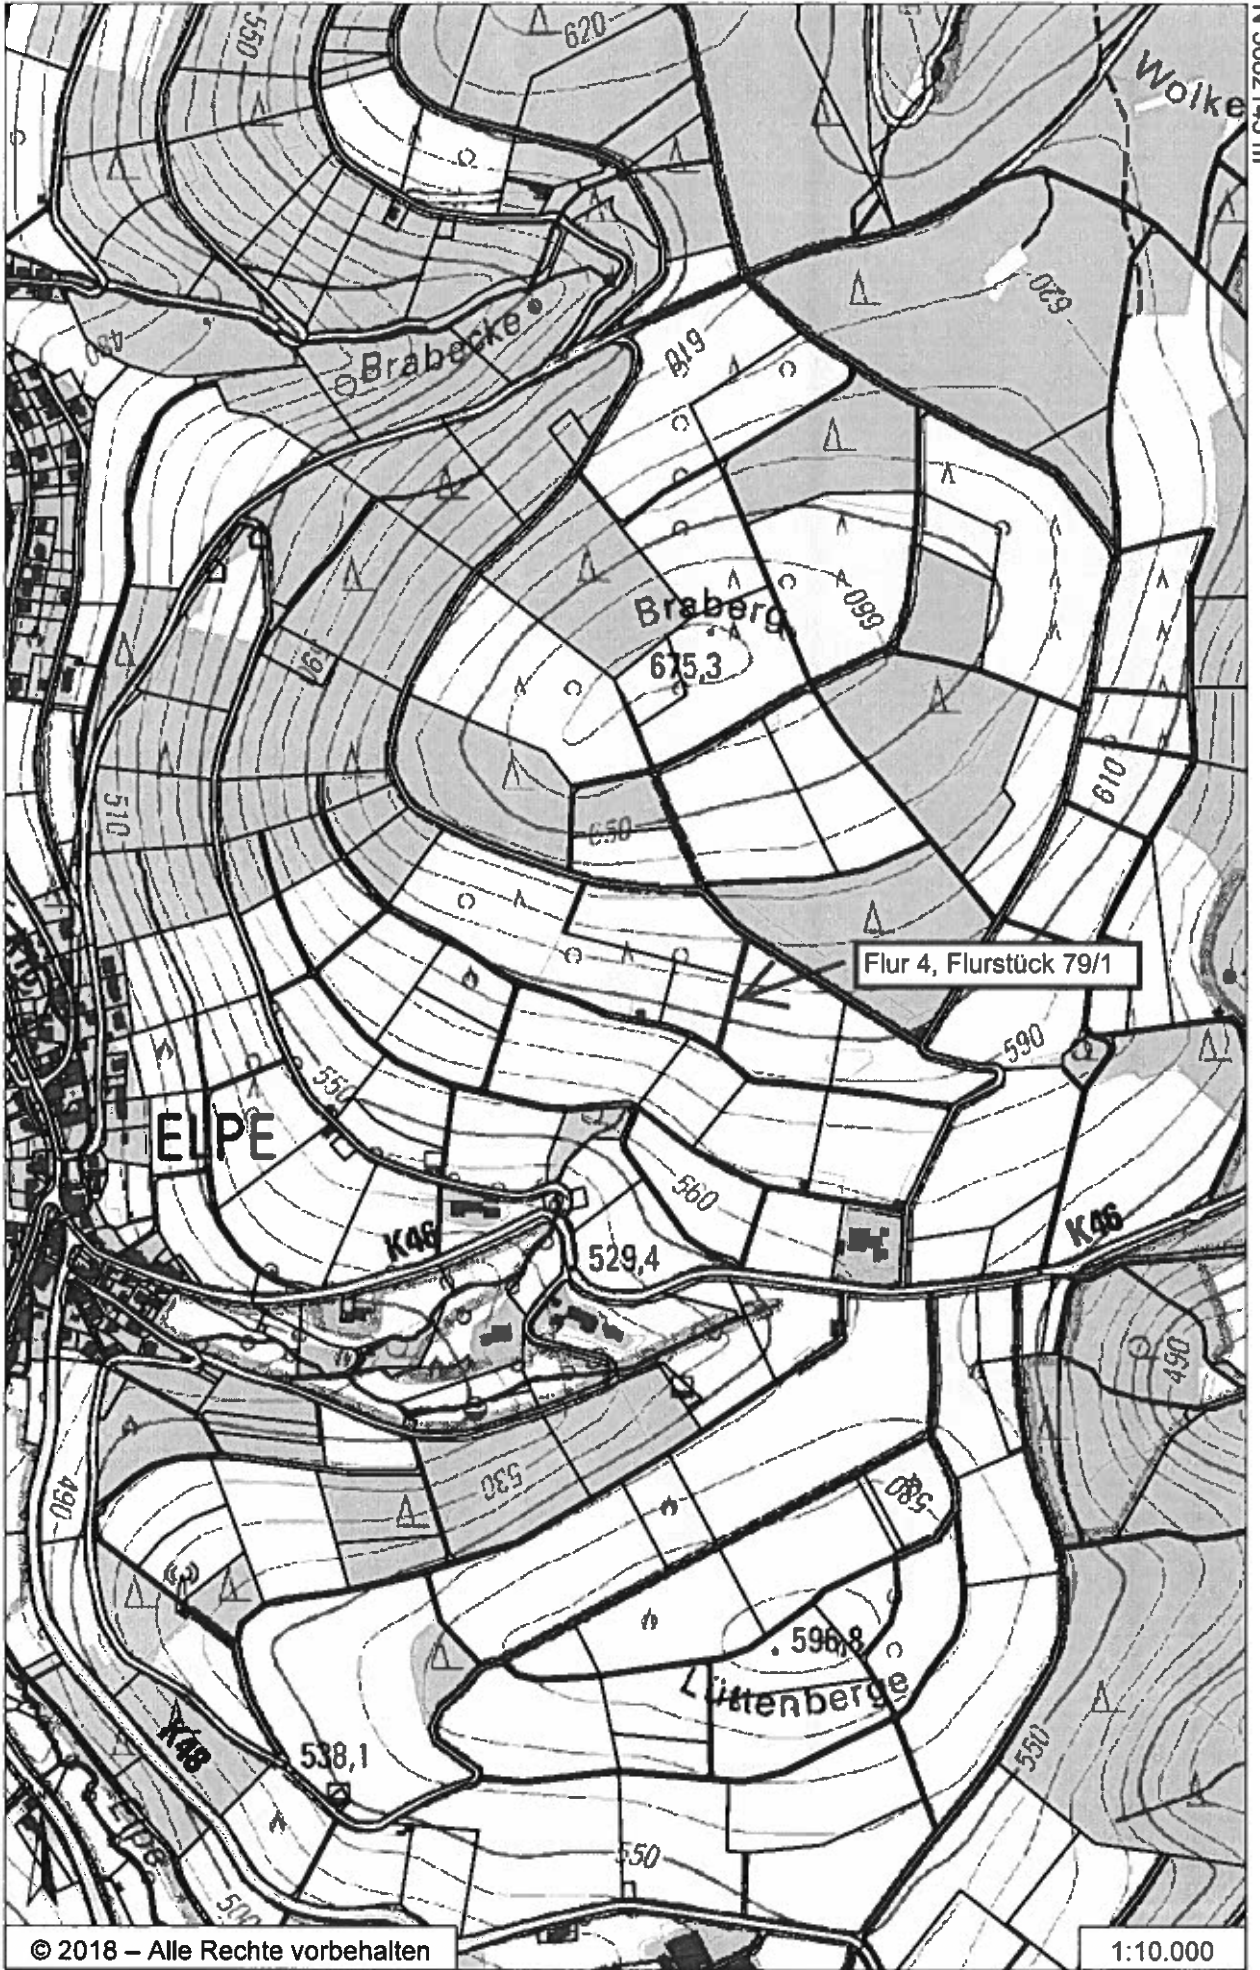 550
620
Wolke
480
Brabecke
618
620
Braberg
660
675,3
510
610
650
Flur 4, Flurstück 79/1
590
550
ELPE
560
K46
K46
529,4
490
530
580
490
596,8
Lüttenberge
K48
538,1
550
550
Elpe
500
© 2018 – Alle Rechte vorbehalten
1:10.000